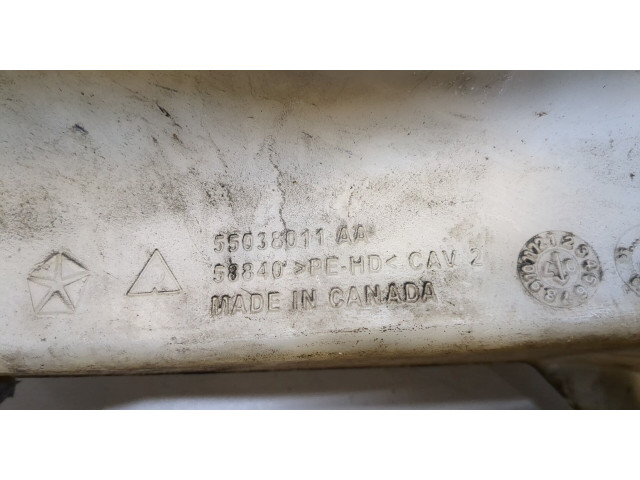 55038011 AA
58840 >PE-HD< CAV 2
MADE IN CANADA